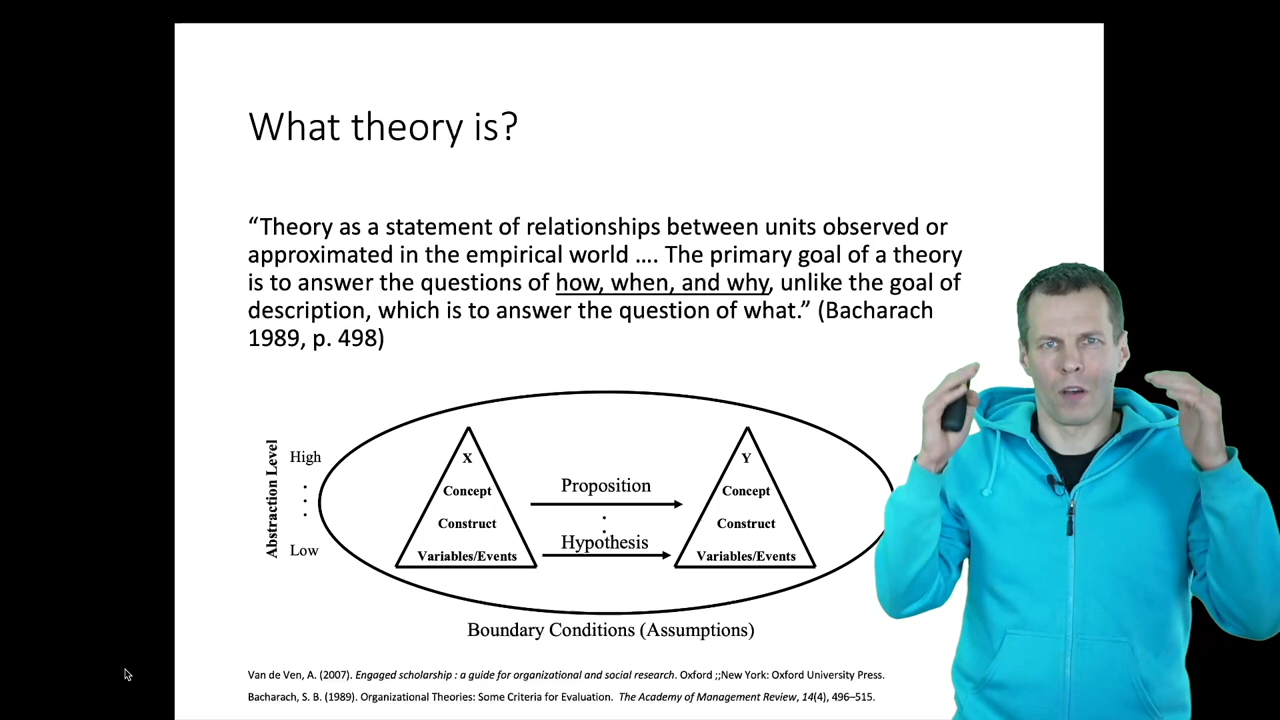 What theory is?
“Theory as a statement of relationships between units observed or
approximated in the empirical world .... The primary goal of a theory
is to answer the questions of how, when, and why, unlike the goal of
description, which is to answer the question of what.” (Bacharach
1989, p. 498)
Abstraction Level
High
Low
X
Concept
Construct
Variables/Events
Proposition
Hypothesis
Y
Concept
Construct
Variables/Events
Boundary Conditions (Assumptions)
Van de Ven, A. (2007). Engaged scholarship : a guide for organizational and social research. Oxford ;;New York: Oxford University Press.
Bacharach, S. B. (1989). Organizational Theories: Some Criteria for Evaluation. The Academy of Management Review, 14(4), 496–515.